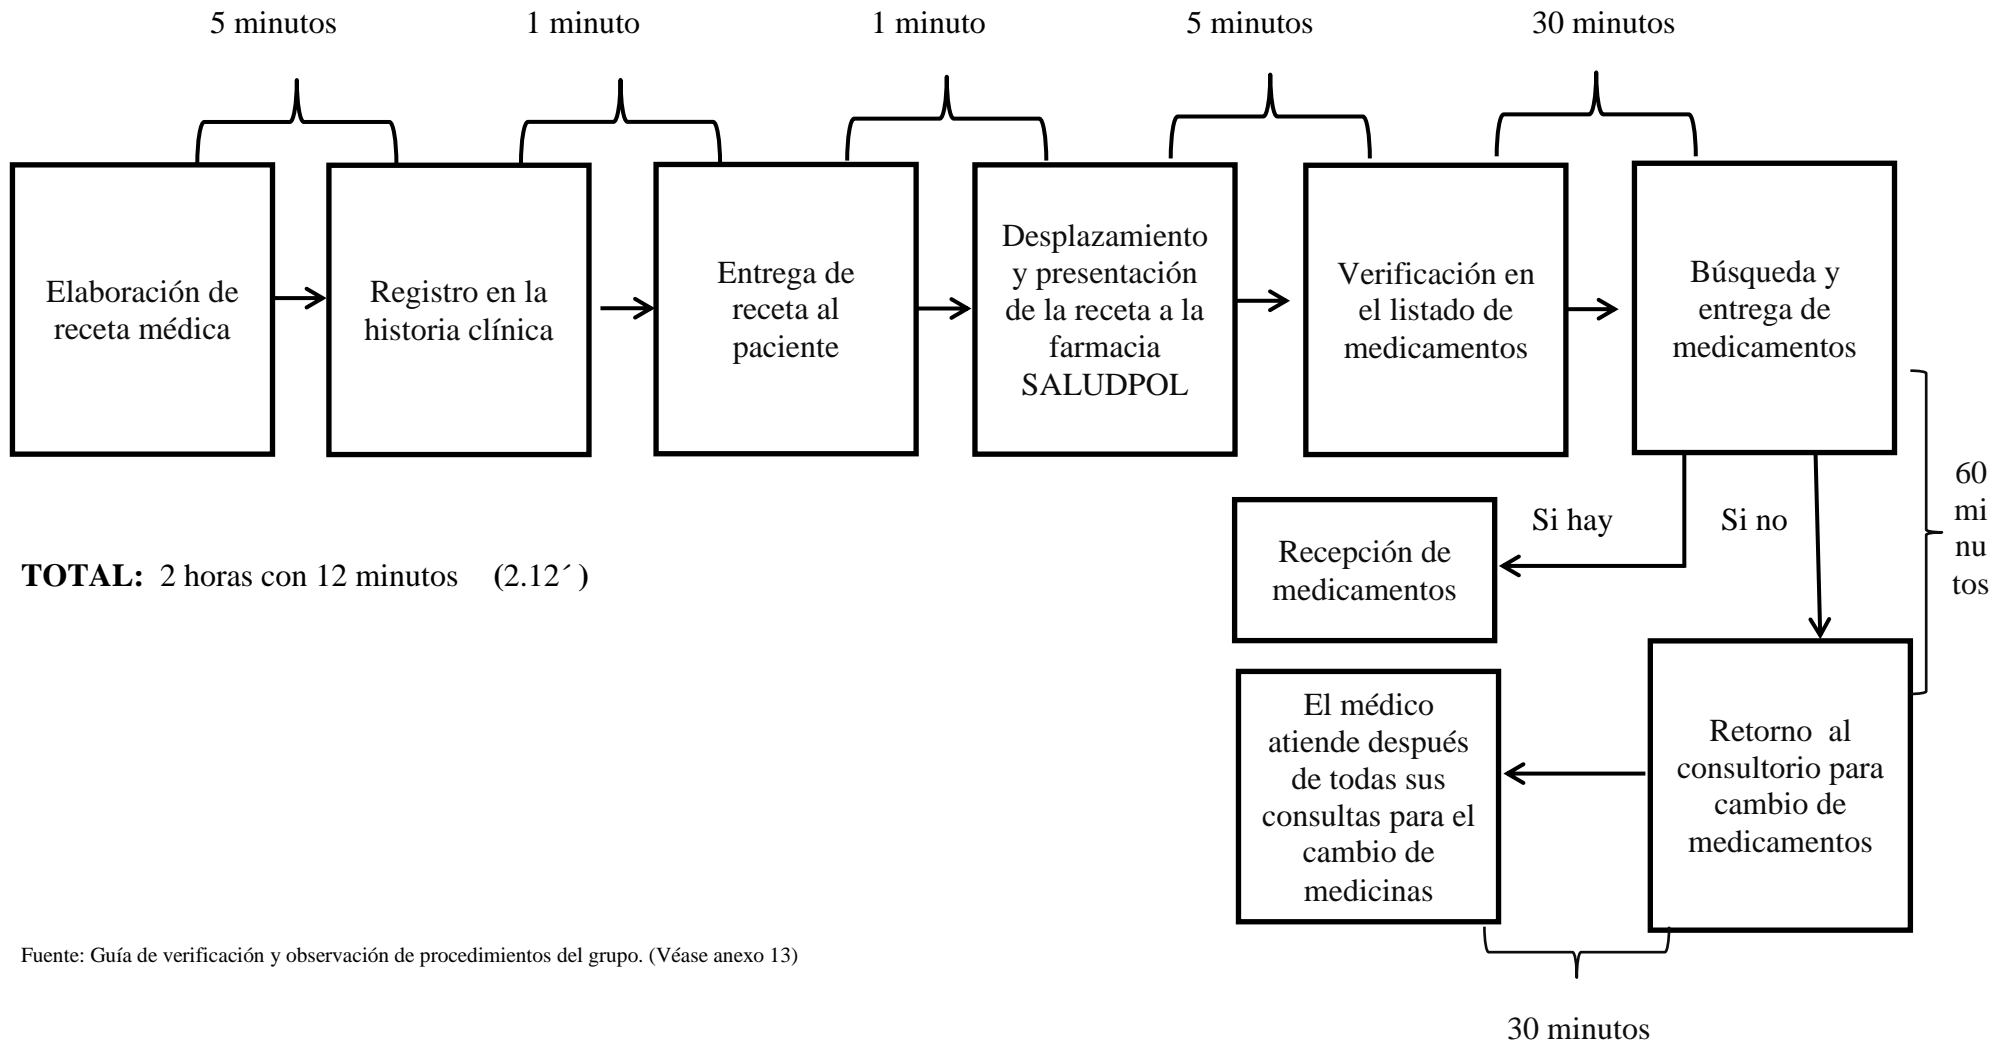 5 minutos
1 minuto
1 minuto
5 minutos
30 minutos
Elaboración de
receta médica
Registro en la
historia clínica
Entrega de
receta al
paciente
Desplazamiento
y presentación
de la receta a la
farmacia
SALUDPOL
Verificación en
el listado de
medicamentos
Búsqueda y
entrega de
medicamentos
60
mi
nu
tos
Si hay
Si no
Recepción de
medicamentos
TOTAL: 2 horas con 12 minutos (2.12´ )
El médico
atiende después
de todas sus
consultas para el
cambio de
medicinas
Retorno al
consultorio para
cambio de
medicamentos
Fuente: Guía de verificación y observación de procedimientos del grupo. (Véase anexo 13)
30 minutos